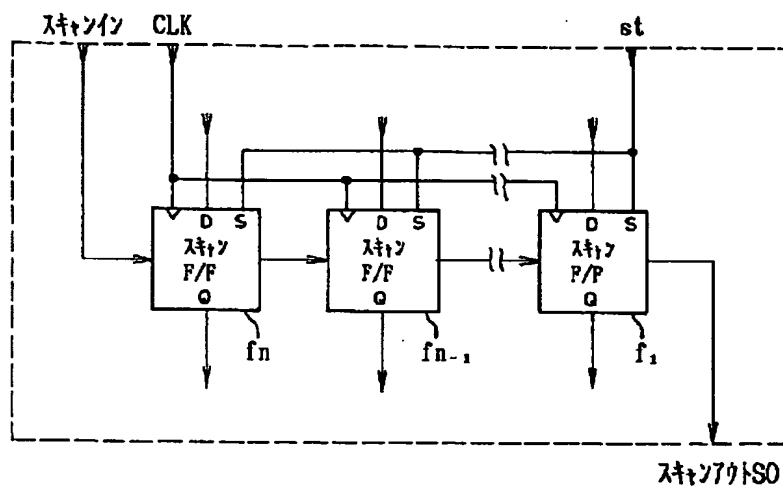 スキャンイン CLK st
D S D S D S
スキャン スキャン スキャン
F/F F/F F/F
Q Q Q
fn fn-1 f1
スキャンアウトSO